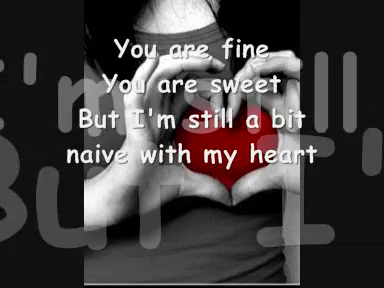 You are fine
You are sweet
But I'm still a bit
naive with my heart